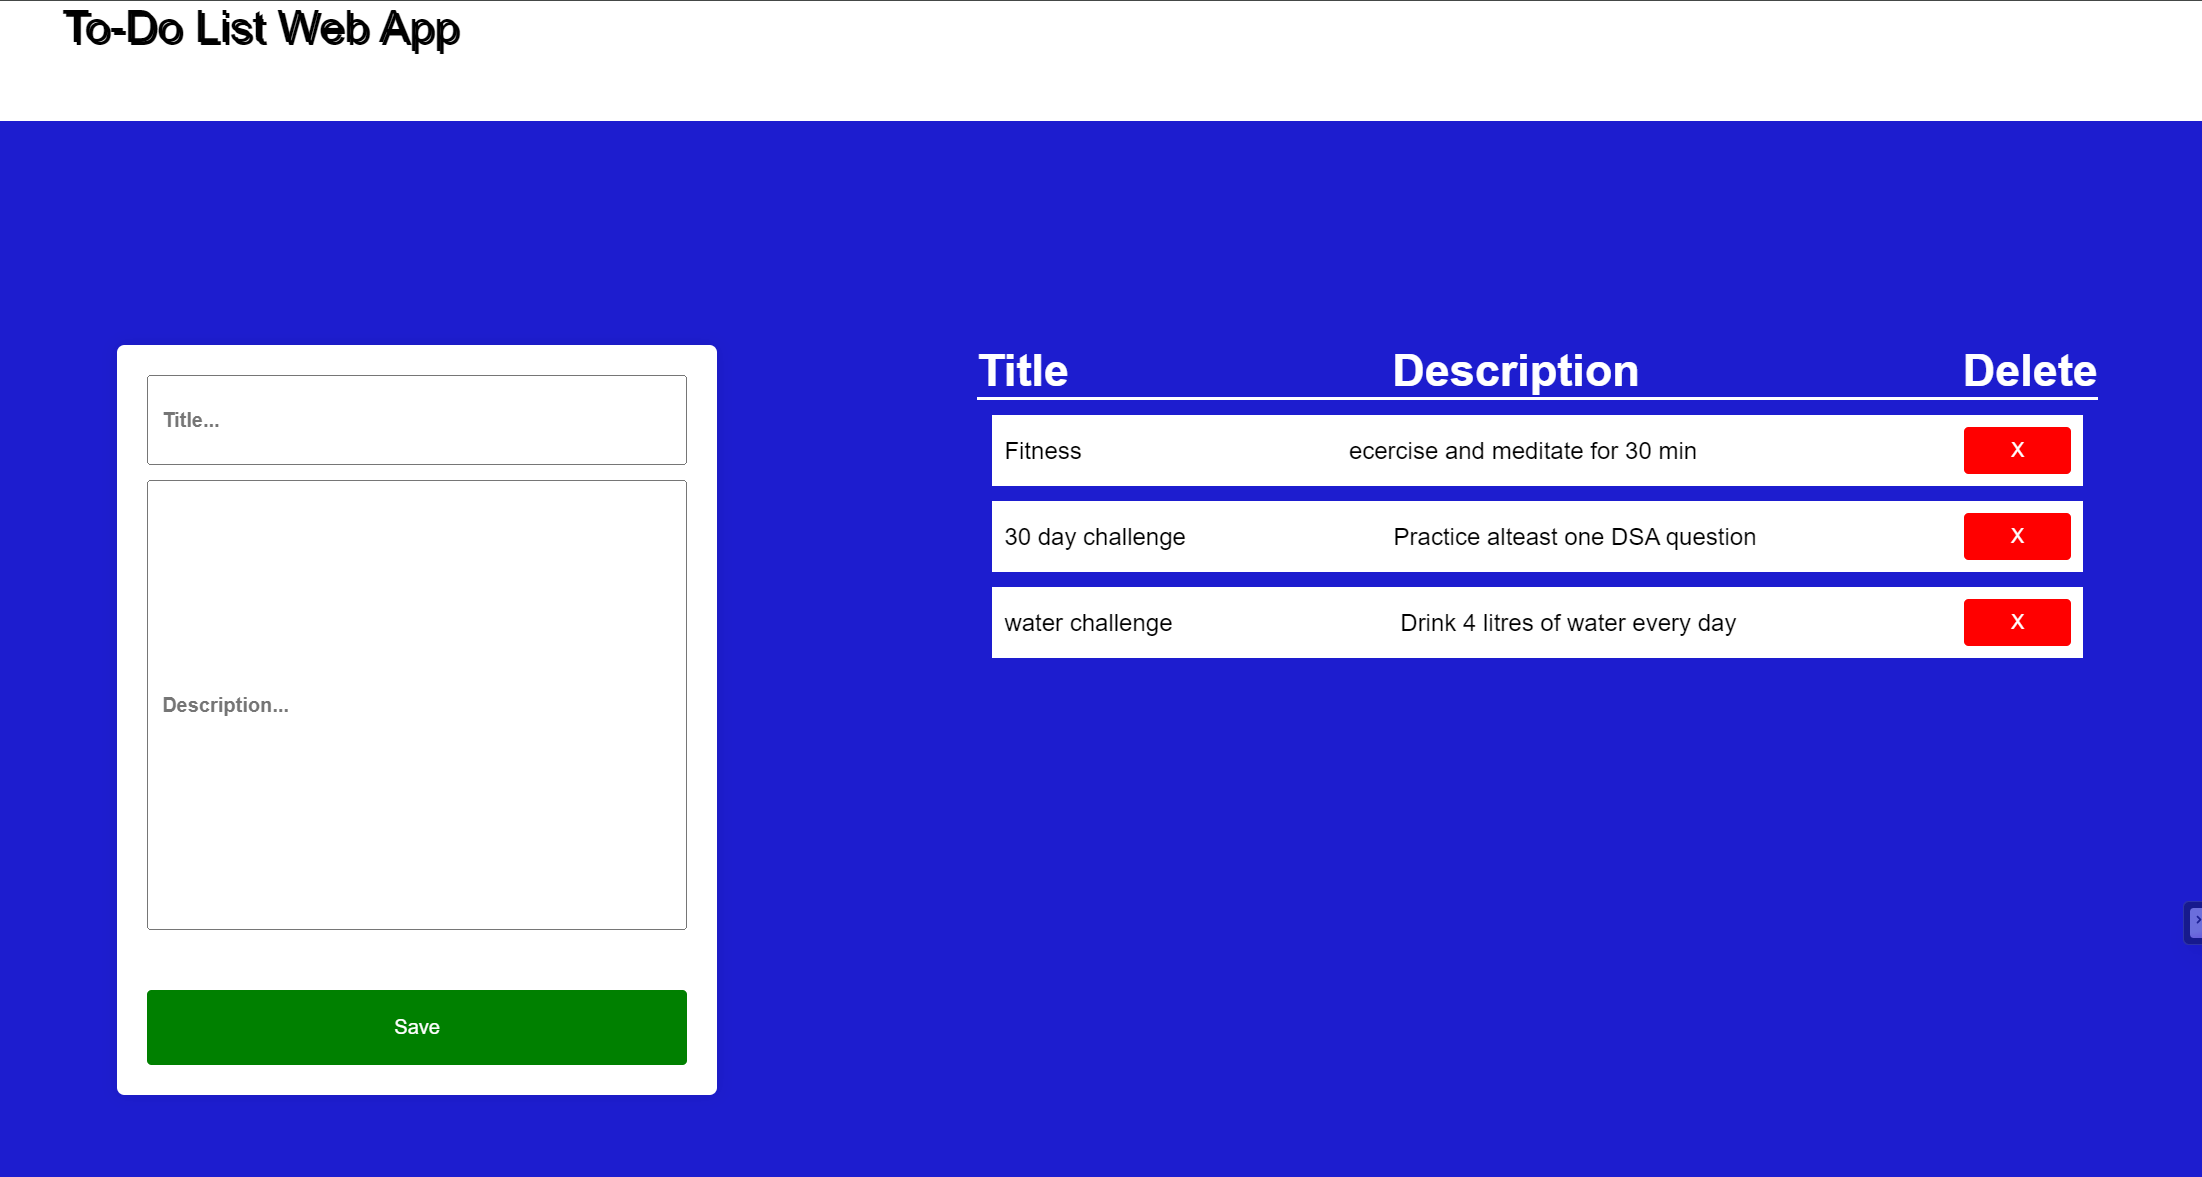 To-Do List Web App
Title...
Description...
Save
Title Description Delete
Fitness ecercise and meditate for 30 min X
30 day challenge Practice alteast one DSA question X
water challenge Drink 4 litres of water every day X